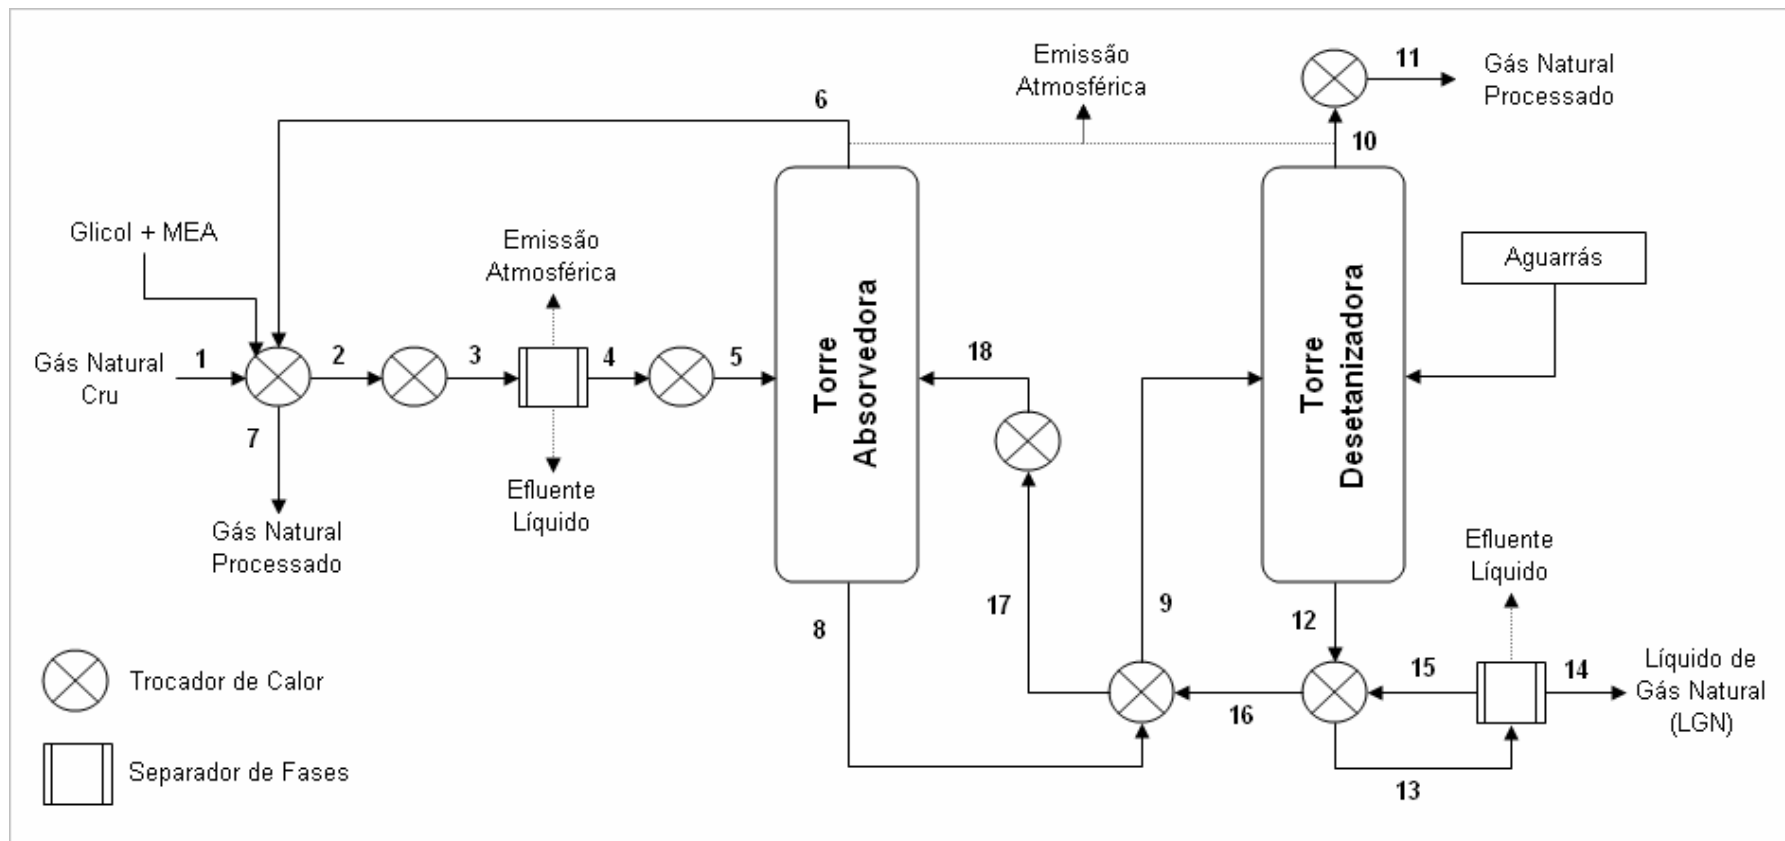 Emissão
Atmosférica
11
Gás Natural
Processado
6
10
Glicol + MEA
Emissão
Atmosférica
Aguarrás
Gás Natural
Cru
1
2
3
4
5
Torre
Absorvedora
18
Torre
Desetanizadora
7
Efluente
Líquido
Gás Natural
Processado
Efluente
Líquido
8
17
9
12
Trocador de Calor
16
15
14
Líquido de
Gás Natural
(LGN)
Separador de Fases
13